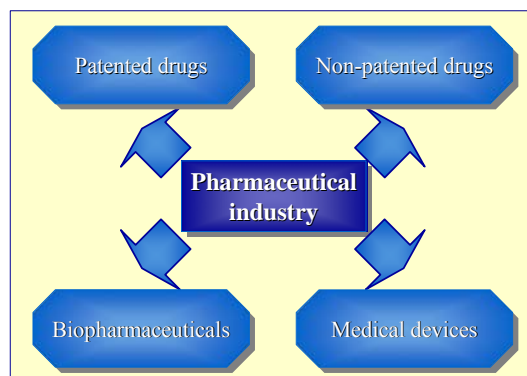 Patented drugs
Non-patented drugs
Pharmaceutical
industry
Biopharmaceuticals
Medical devices